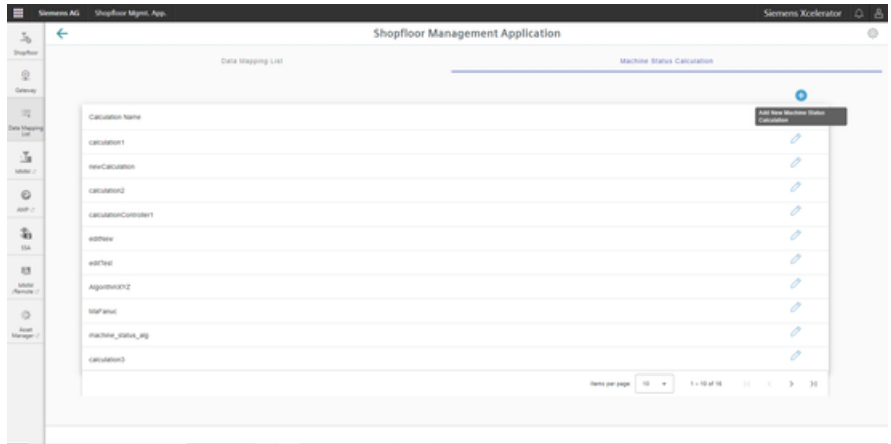 Siemens AG Shopfloor Mgmt. App. Siemens Xcelerator
Shopfloor Management Application
Shopfloor
Gateway
Data Mapping
List
MMM
AMP
SSA
MMM
/Remote
Asset
Manager
Data Mapping List Machine Status Calculation
Add New Machine Status
Calculation
Calculation Name
calculation1
newCalculation
calculation2
calculationController1
editNew
editTest
AlgorithmXYZ
MaFanuc
machine_status_alg
calculation3
Items per page: 10 1 – 10 of 16